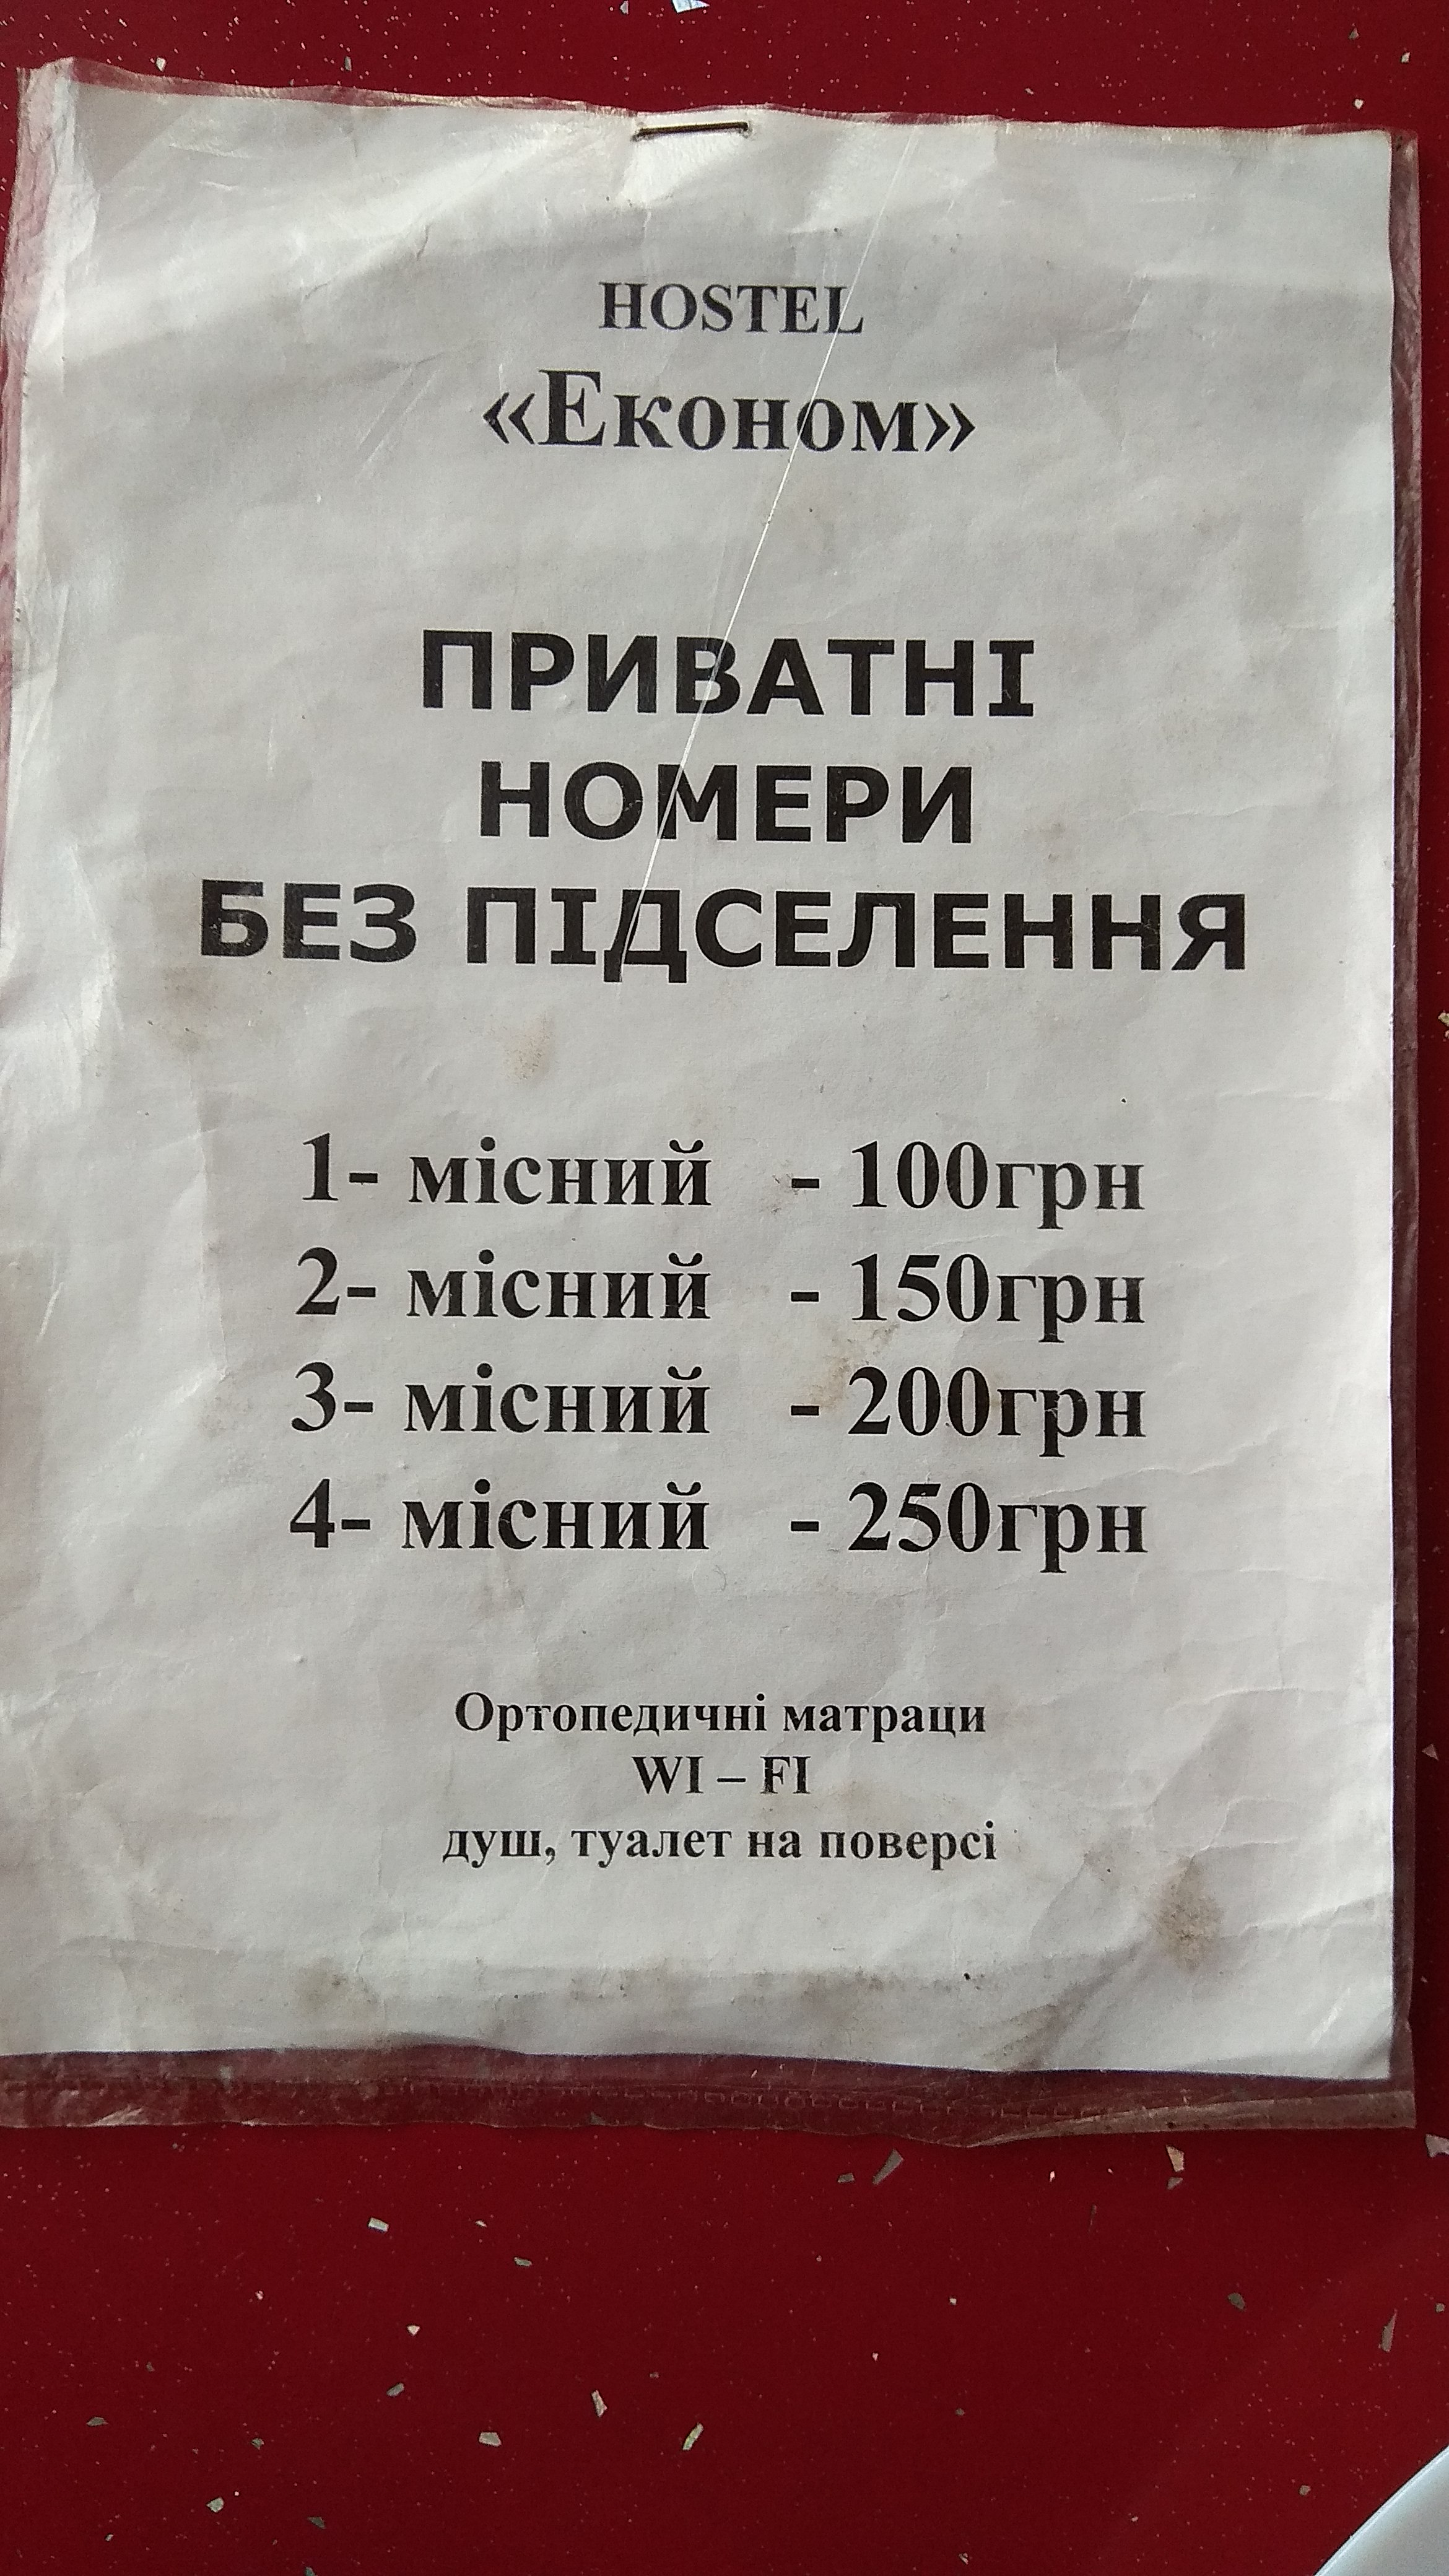 HOSTEL
«Економ»
ПРИВАТНІ
НОМЕРИ
БЕЗ ПІДСЕЛЕННЯ
1- місний - 100грн
2- місний - 150грн
3- місний - 200грн
4- місний - 250грн
Ортопедичні матраци
WI – FI
душ, туалет на поверсі